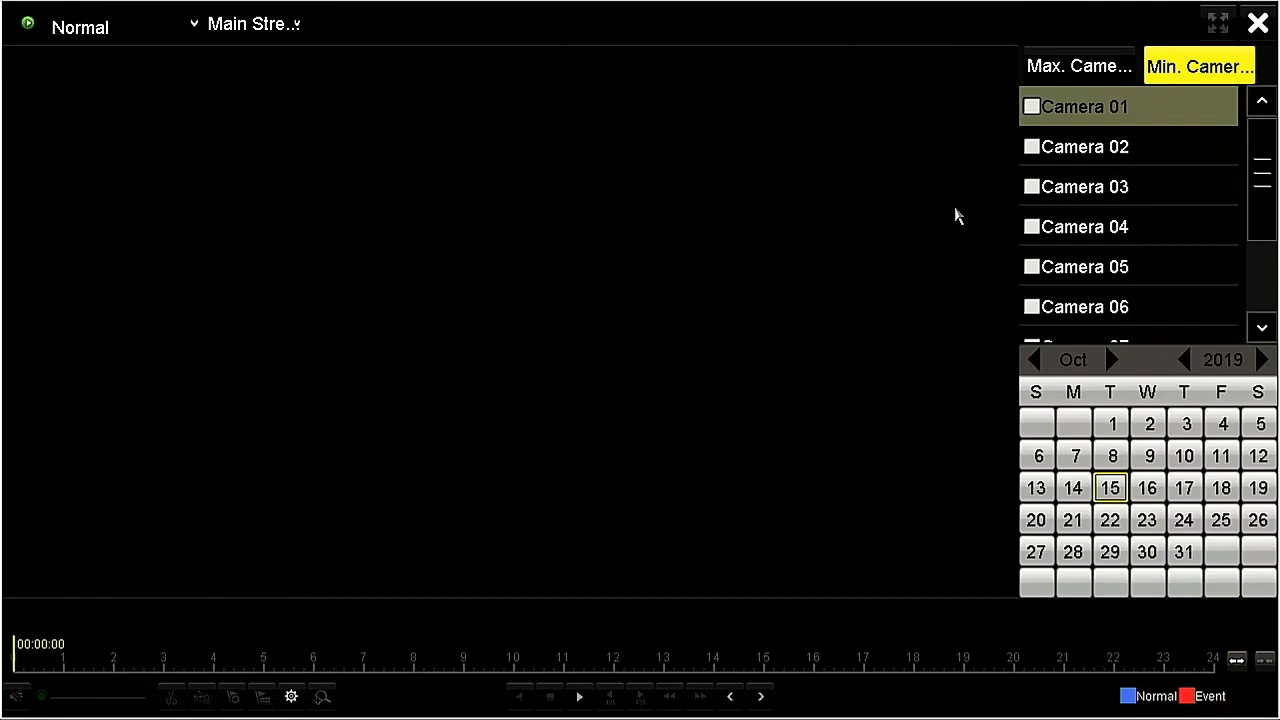 Normal
Main Stre...
Max. Came...
Min. Camer...
Camera 01
Camera 02
Camera 03
Camera 04
Camera 05
Camera 06
Oct 2019
S M T W T F S
1 2 3 4 5
6 7 8 9 10 11 12
13 14 15 16 17 18 19
20 21 22 23 24 25 26
27 28 29 30 31
00:00:00
1 2 3 4 5 6 7 8 9 10 11 12 13 14 15 16 17 18 19 20 21 22 23 24
Normal Event